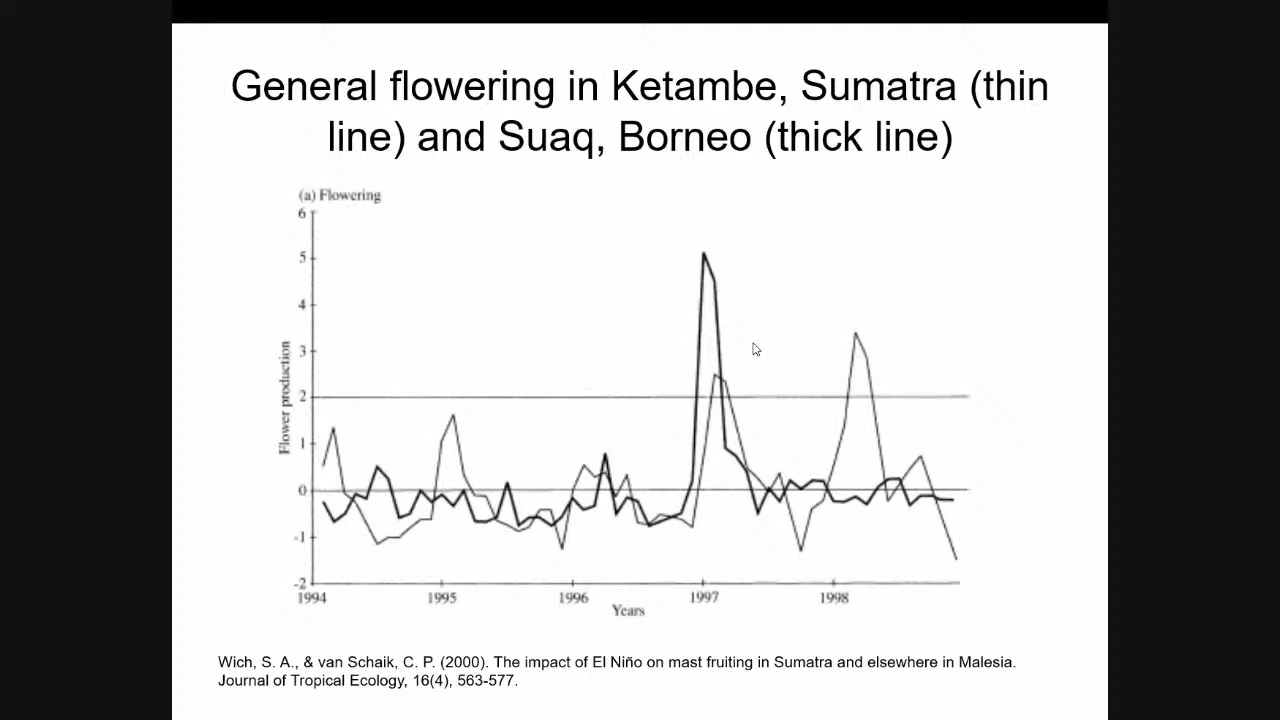 General flowering in Ketambe, Sumatra (thin
line) and Suaq, Borneo (thick line)
(a) Flowering
6
5
4
3
2
1
0
-1
-2
Flower production
1994
1995
1996
1997
1998
Years
Wich, S. A., & van Schaik, C. P. (2000). The impact of El Niño on mast fruiting in Sumatra and elsewhere in Malesia.
Journal of Tropical Ecology, 16(4), 563-577.